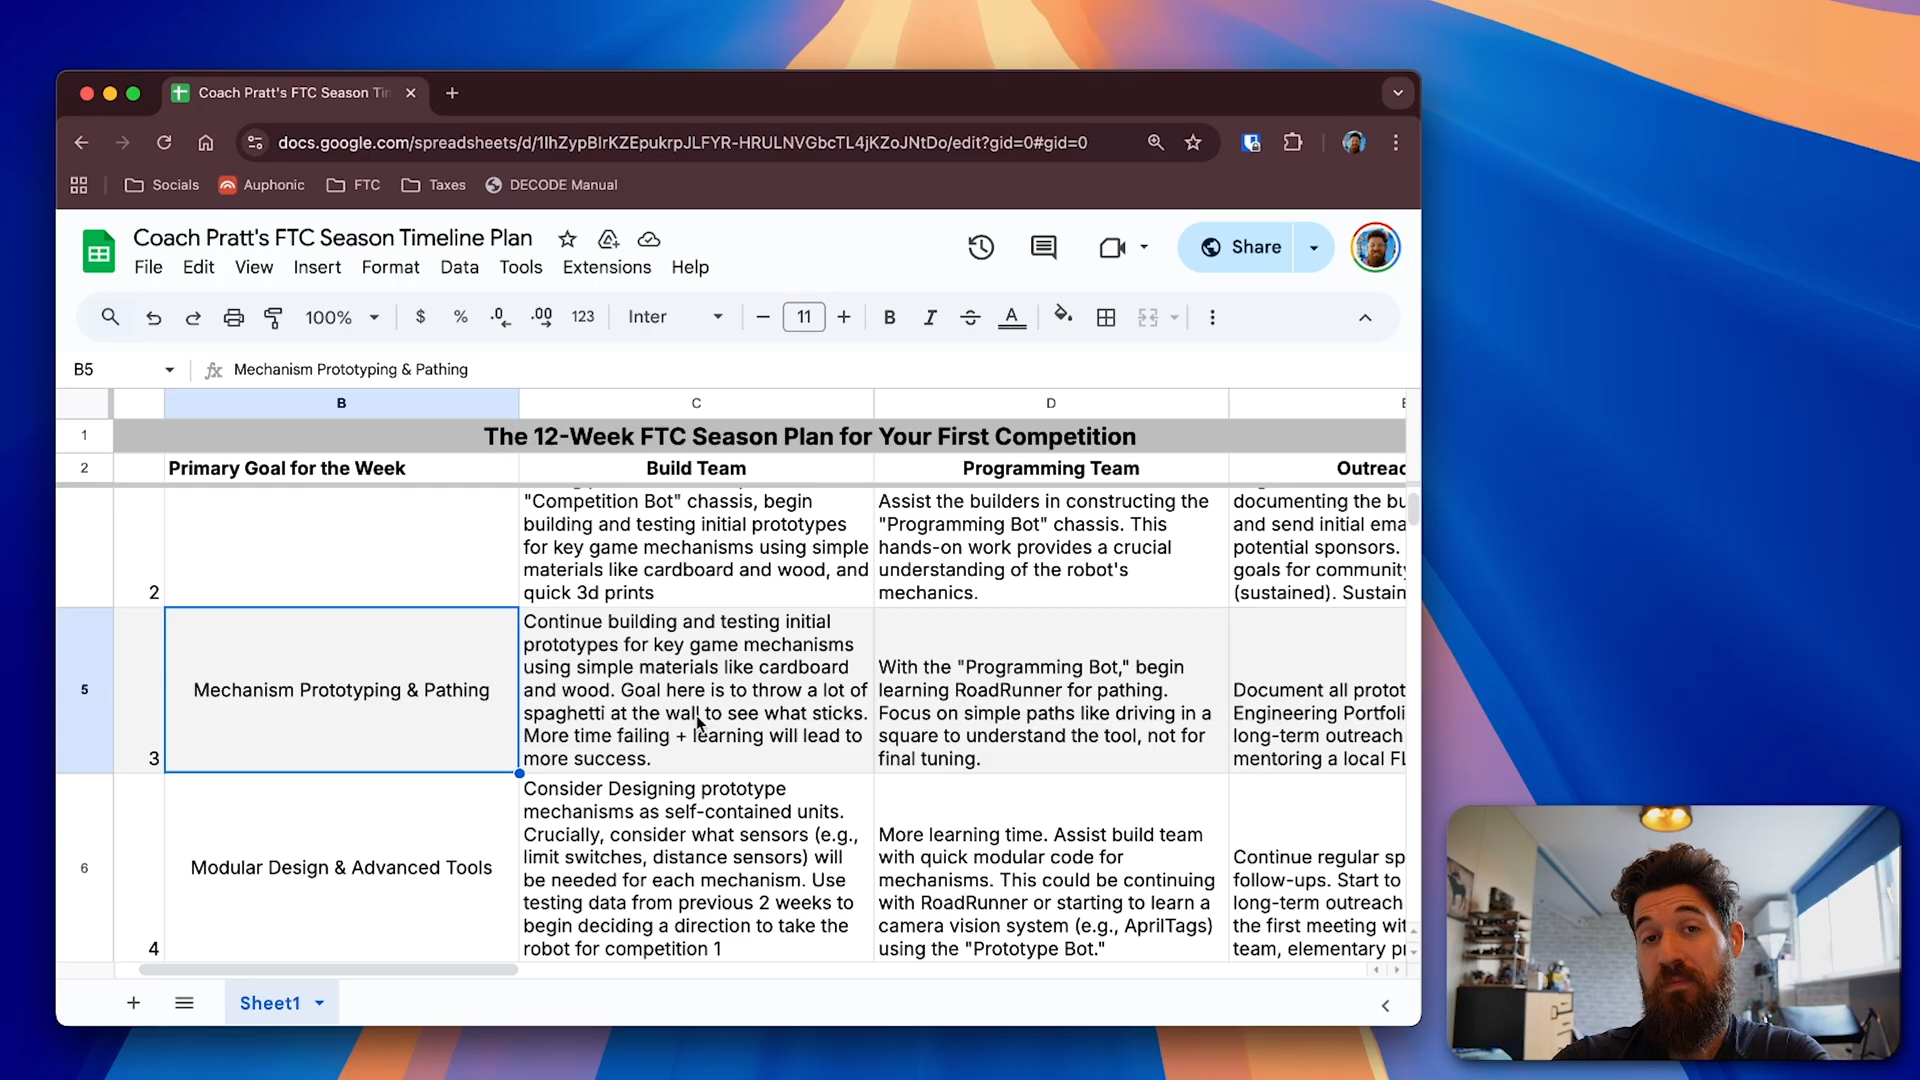 Coach Pratt's FTC Season Tin
docs.google.com/spreadsheets/d/1lhZypBlrKZEpukrpJLFYR-HRULNVGbcTL4jKZoJNtDo/edit?gid=0#gid=0
Socials
Auphonic
FTC
Taxes
DECODE Manual
Coach Pratt's FTC Season Timeline Plan
File
Edit
View
Insert
Format
Data
Tools
Extensions
Help
Share
100%
$
%
.0
.00
123
Inter
11
B
I
S
A
B5
fx
Mechanism Prototyping & Pathing
B
C
D
E
1
The 12-Week FTC Season Plan for Your First Competition
2
Primary Goal for the Week
Build Team
Programming Team
Outreac
2
"Competition Bot" chassis, begin
building and testing initial prototypes
for key game mechanisms using simple
materials like cardboard and wood, and
quick 3d prints
Assist the builders in constructing the
"Programming Bot" chassis. This
hands-on work provides a crucial
understanding of the robot's
mechanics.
documenting the bu
and send initial ema
potential sponsors.
goals for community
(sustained). Sustain
5
3
Mechanism Prototyping & Pathing
Continue building and testing initial
prototypes for key game mechanisms
using simple materials like cardboard
and wood. Goal here is to throw a lot of
spaghetti at the wall to see what sticks.
More time failing + learning will lead to
more success.
With the "Programming Bot," begin
learning RoadRunner for pathing.
Focus on simple paths like driving in a
square to understand the tool, not for
final tuning.
Document all protot
Engineering Portfoli
long-term outreach
mentoring a local FL
6
4
Modular Design & Advanced Tools
Consider Designing prototype
mechanisms as self-contained units.
Crucially, consider what sensors (e.g.,
limit switches, distance sensors) will
be needed for each mechanism. Use
testing data from previous 2 weeks to
begin deciding a direction to take the
robot for competition 1
More learning time. Assist build team
with quick modular code for
mechanisms. This could be continuing
with RoadRunner or starting to learn a
camera vision system (e.g., AprilTags)
using the "Prototype Bot."
Continue regular sp
follow-ups. Start to
long-term outreach
the first meeting wit
team, elementary pr
Sheet1